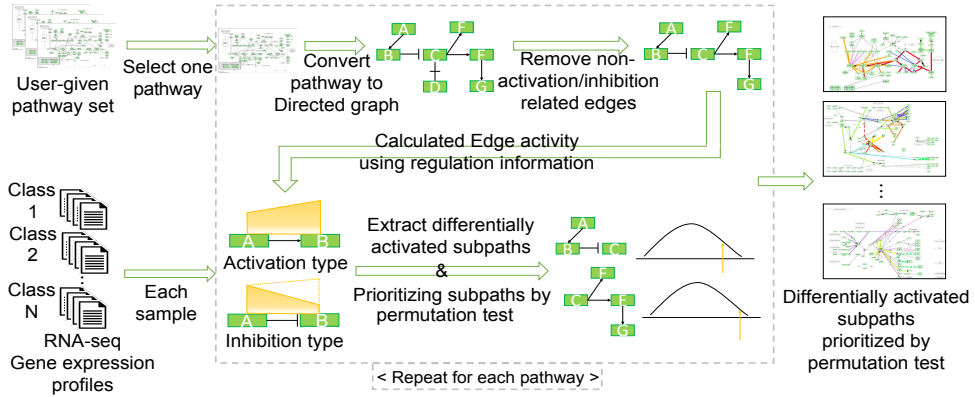 User-given
pathway set
Select one
pathway
Convert
pathway to
Directed graph
A
B
C
F
F
D
G
Remove non-
activation/inhibition
related edges
A
B
C
F
F
G
Calculated Edge activity
using regulation information
Class
1
Class
2
Class
N
RNA-seq
Gene expression
profiles
Each
sample
A
B
Activation type
A
B
Inhibition type
Extract differentially
activated subpaths
&
Prioritizing subpaths by
permutation test
A
B
C
F
C
F
G
< Repeat for each pathway >
Differentially activated
subpaths
prioritized by
permutation test